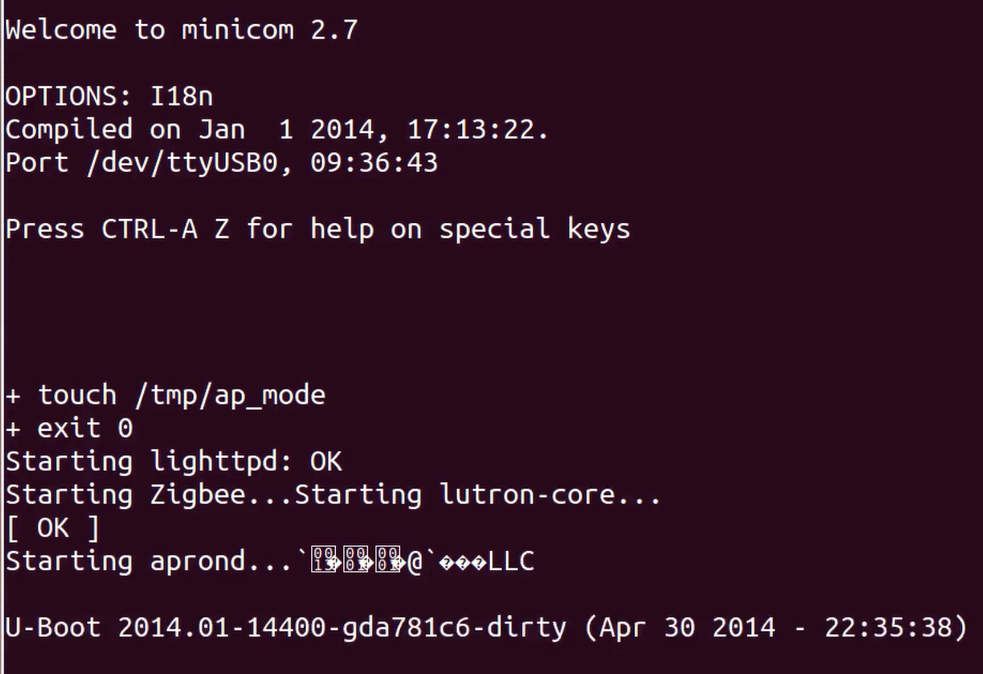 Welcome to minicom 2.7
OPTIONS: I18n
Compiled on Jan  1 2014, 17:13:22.
Port /dev/ttyUSB0, 09:36:43
Press CTRL-A Z for help on special keys
+ touch /tmp/ap_mode
+ exit 0
Starting lighttpd: OK
Starting Zigbee...Starting lutron-core...
[ OK ]
Starting aprond...`�����@`���LLC
U-Boot 2014.01-14400-gda781c6-dirty (Apr 30 2014 - 22:35:38)